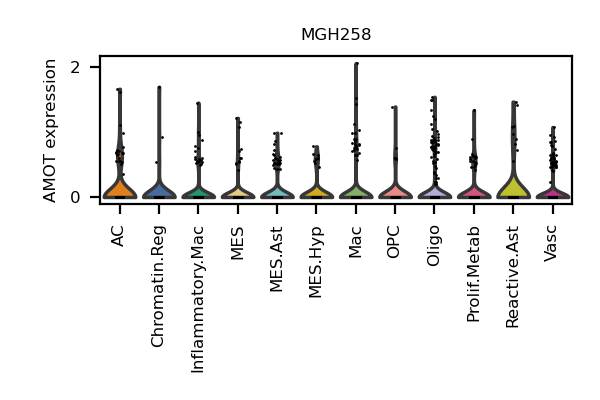 MGH258
AMOT expression
2
0
AC
Chromatin.Reg
Inflammatory.Mac
MES
MES.Ast
MES.Hyp
Mac
OPC
Oligo
Prolif.Metab
Reactive.Ast
Vasc